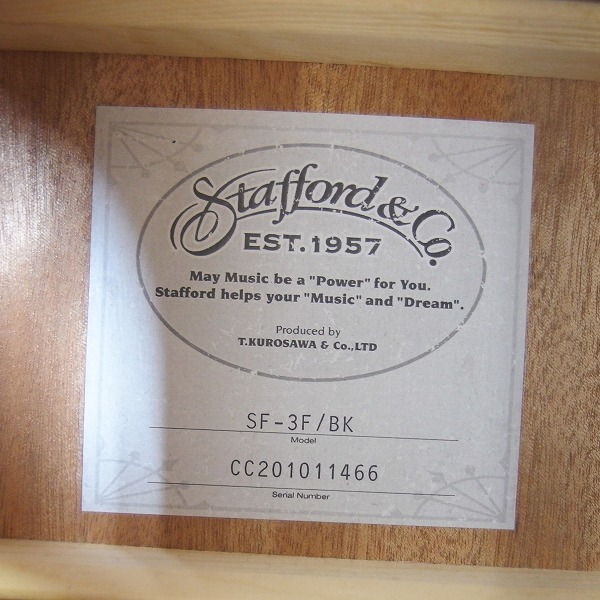 Stafford & Co.
EST. 1957
May Music be a "Power" for You.
Stafford helps your "Music" and "Dream".
Produced by
T.KUROSAWA & Co.,LTD
SF-3F/BK
Model
CC201011466
Serial Number